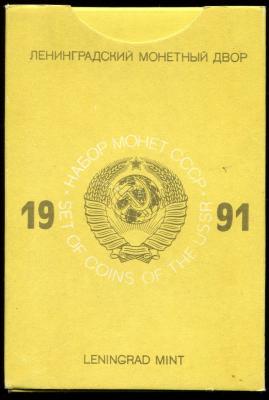 ЛЕНИНГРАДСКИЙ МОНЕТНЫЙ ДВОР
· НАБОР МОНЕТ СССР ·
19 91
SET OF COINS OF THE USSR
LENINGRAD MINT